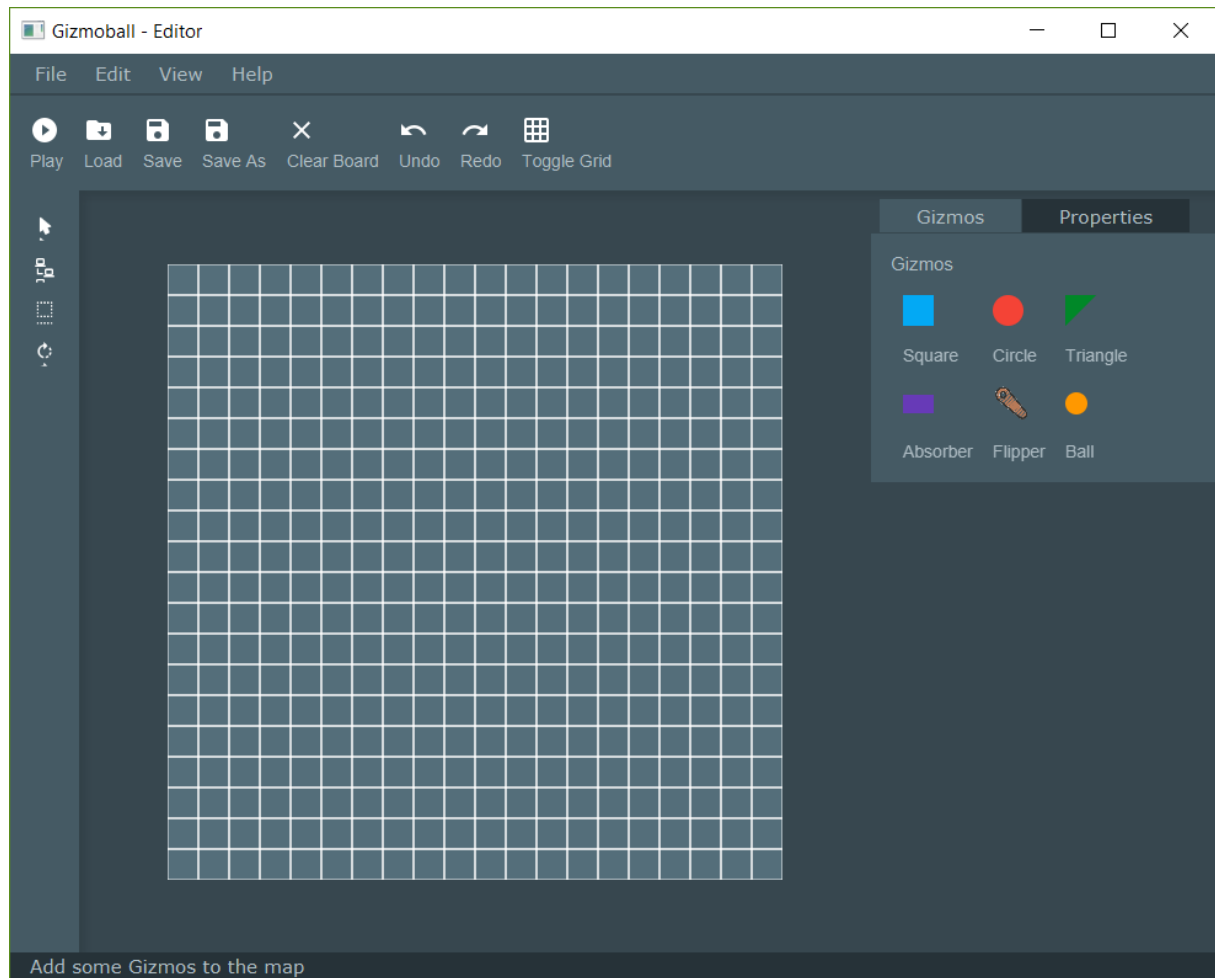 Gizmoball - Editor
File Edit View Help
Play Load Save Save As Clear Board Undo Redo Toggle Grid
Gizmos Properties
Gizmos
Square Circle Triangle
Absorber Flipper Ball
Add some Gizmos to the map